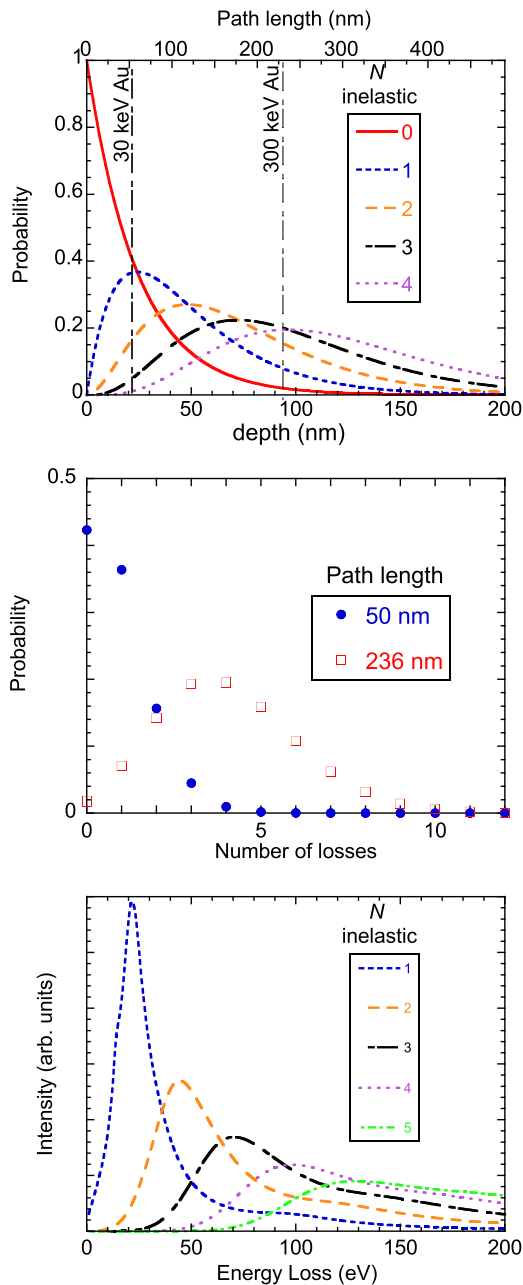 Path length (nm)
0 100 200 300 400
N
inelastic
0
1
2
3
4
30 keV Au
300 keV Au
1
0.8
0.6
0.4
0.2
0
Probability
0 50 100 150 200
depth (nm)
0.5
0
Probability
Path length
50 nm
236 nm
0 5 10
Number of losses
N
inelastic
1
2
3
4
5
Intensity (arb. units)
0 50 100 150 200
Energy Loss (eV)